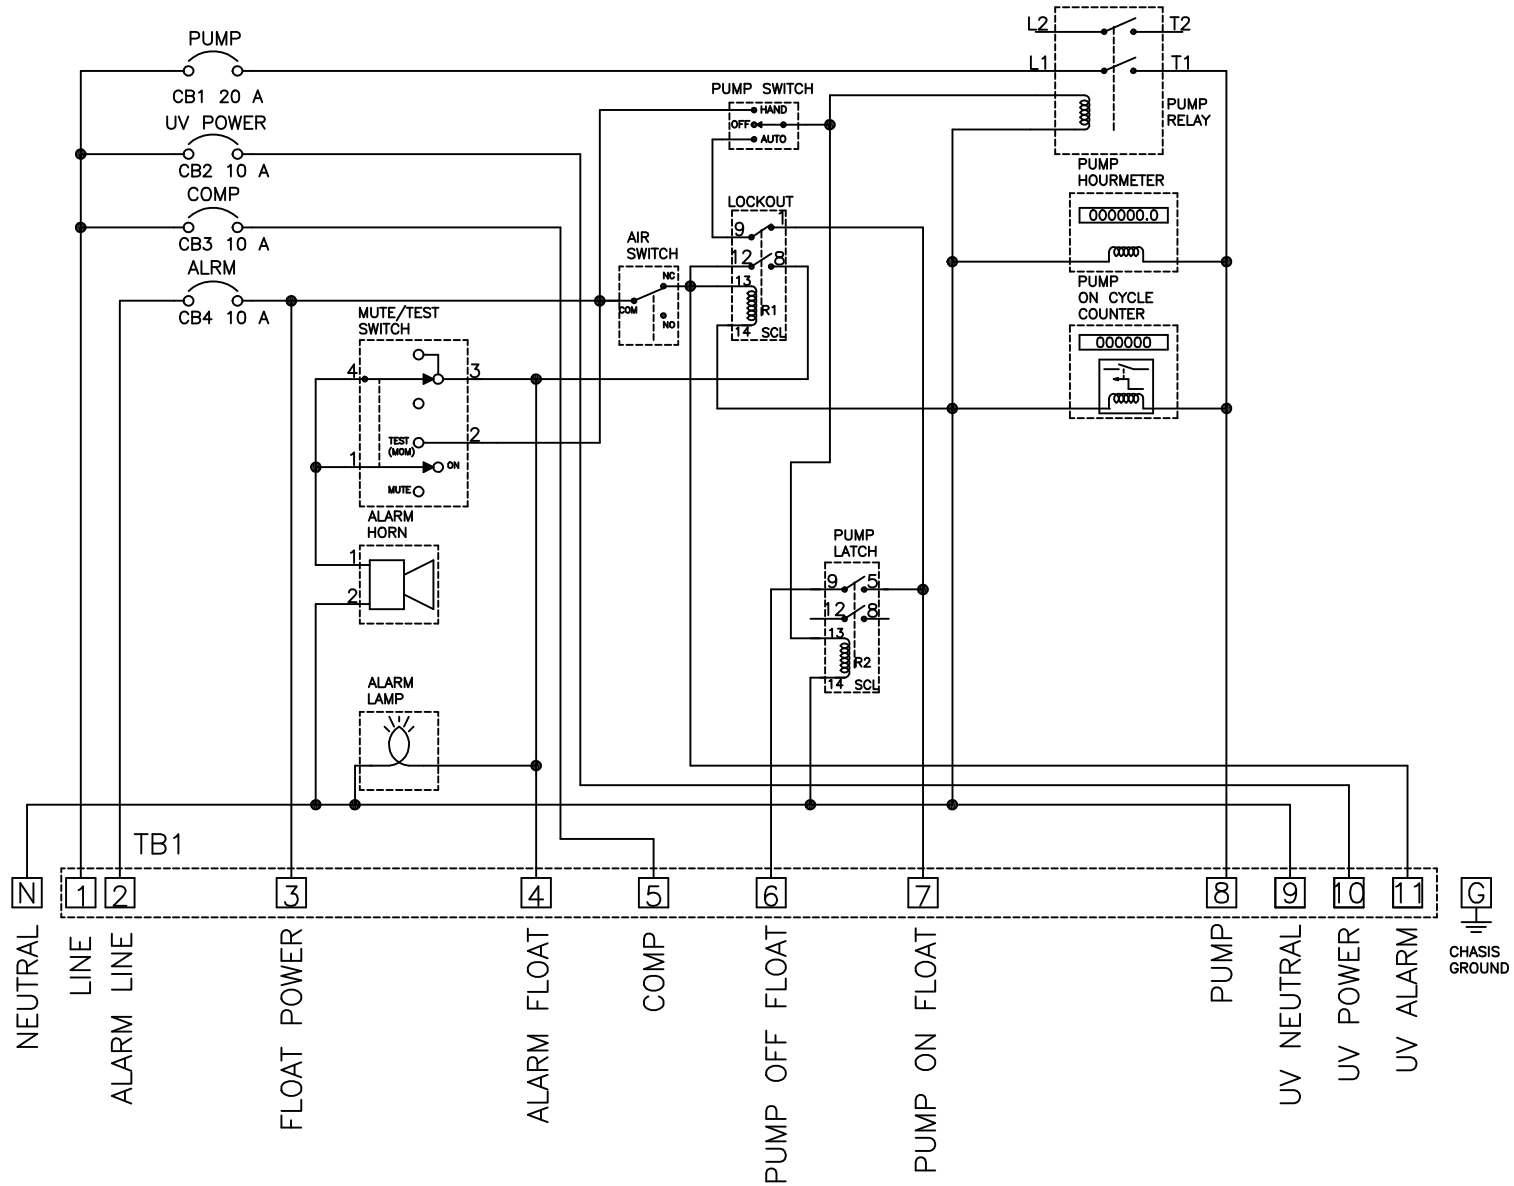 PUMP
CB1 20 A
UV POWER
CB2 10 A
COMP
CB3 10 A
ALRM
CB4 10 A
MUTE/TEST
SWITCH
4
3
TEST
(MOM)
2
1
ON
MUTE
ALARM
HORN
1
2
ALARM
LAMP
AIR
SWITCH
NC
COM
NO
PUMP SWITCH
HAND
OFF
AUTO
LOCKOUT
1
9
12
8
13
R1
14
SCL
PUMP
LATCH
9
5
12
8
13
R2
14
SCL
L2
T2
L1
T1
PUMP
RELAY
PUMP
HOURMETER
000000.0
PUMP
ON CYCLE
COUNTER
000000
TB1
N
1
2
3
4
5
6
7
8
9
10
11
G
NEUTRAL
LINE
ALARM LINE
FLOAT POWER
ALARM FLOAT
COMP
PUMP OFF FLOAT
PUMP ON FLOAT
PUMP
UV NEUTRAL
UV POWER
UV ALARM
CHASIS
GROUND